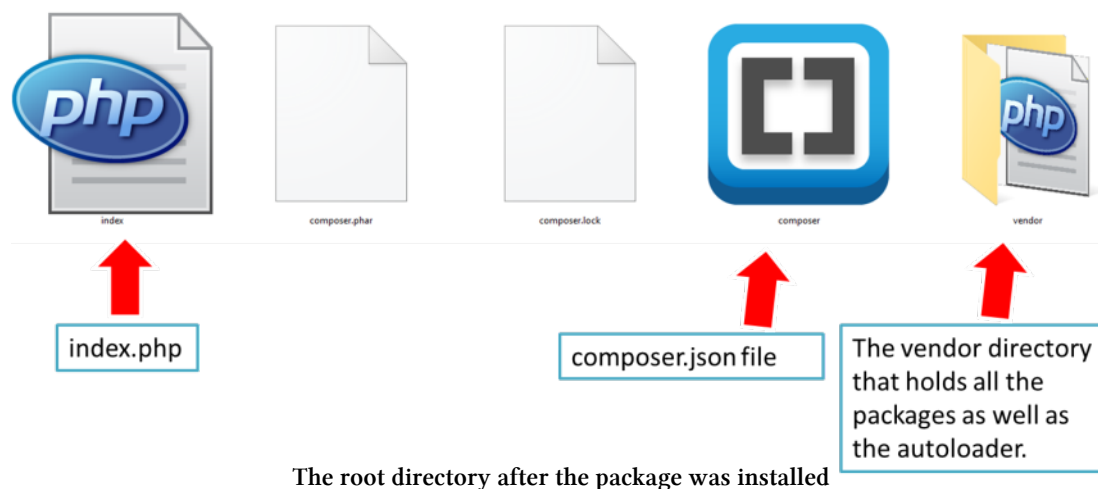 php
php
index
composer.phar
composer.lock
composer
vendor
index.php
composer.json file
The vendor directory
that holds all the
packages as well as
the autoloader.
The root directory after the package was installed